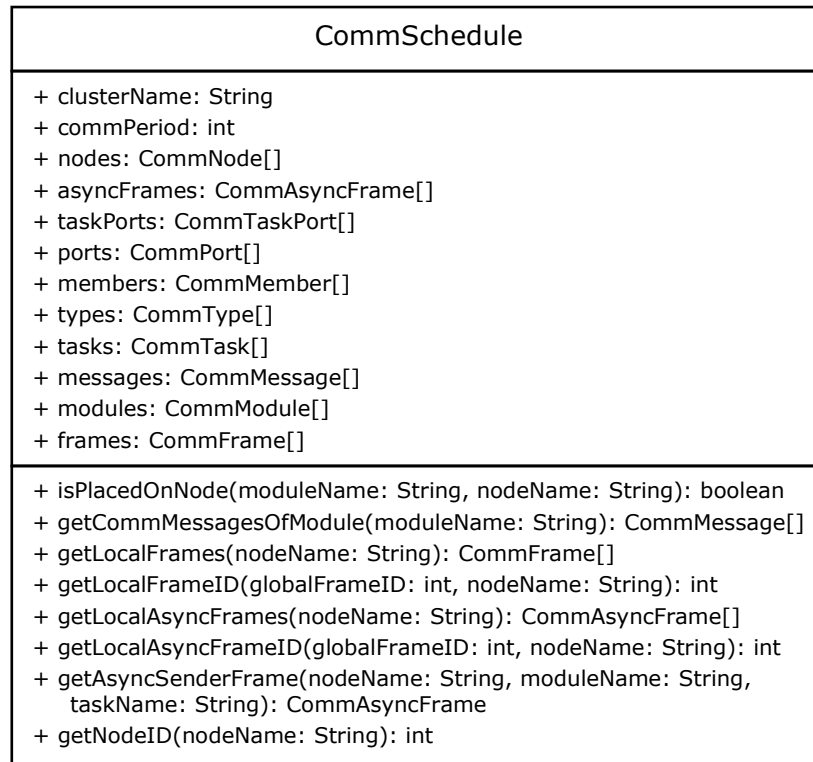 CommSchedule
+ clusterName: String
+ commPeriod: int
+ nodes: CommNode[]
+ asyncFrames: CommAsyncFrame[]
+ taskPorts: CommTaskPort[]
+ ports: CommPort[]
+ members: CommMember[]
+ types: CommType[]
+ tasks: CommTask[]
+ messages: CommMessage[]
+ modules: CommModule[]
+ frames: CommFrame[]
+ isPlacedOnNode(moduleName: String, nodeName: String): boolean
+ getCommMessagesOfModule(moduleName: String): CommMessage[]
+ getLocalFrames(nodeName: String): CommFrame[]
+ getLocalFrameID(globalFrameID: int, nodeName: String): int
+ getLocalAsyncFrames(nodeName: String): CommAsyncFrame[]
+ getLocalAsyncFrameID(globalFrameID: int, nodeName: String): int
+ getAsyncSenderFrame(nodeName: String, moduleName: String,
taskName: String): CommAsyncFrame
+ getNodeID(nodeName: String): int